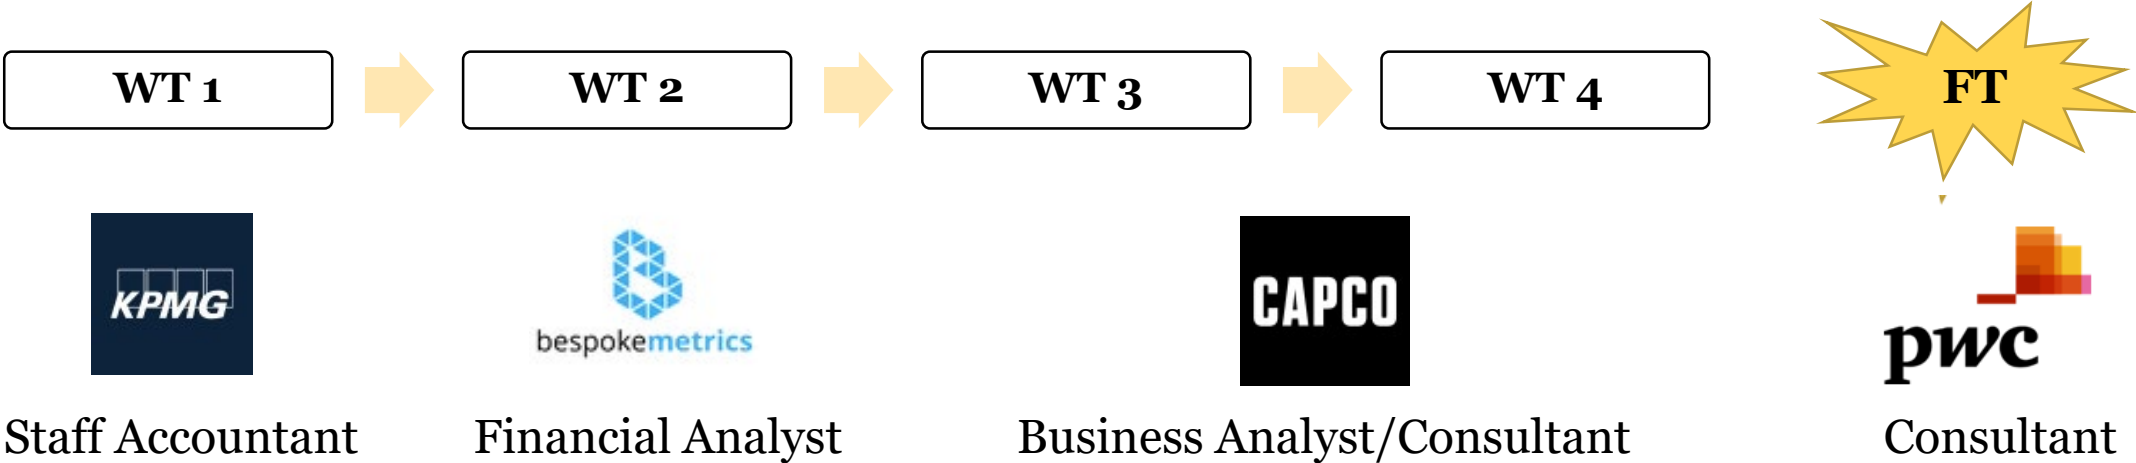 WT 1
WT 2
WT 3
WT 4
FT
KPMG
bespokemetrics
CAPCO
pwc
Staff Accountant
Financial Analyst
Business Analyst/Consultant
Consultant